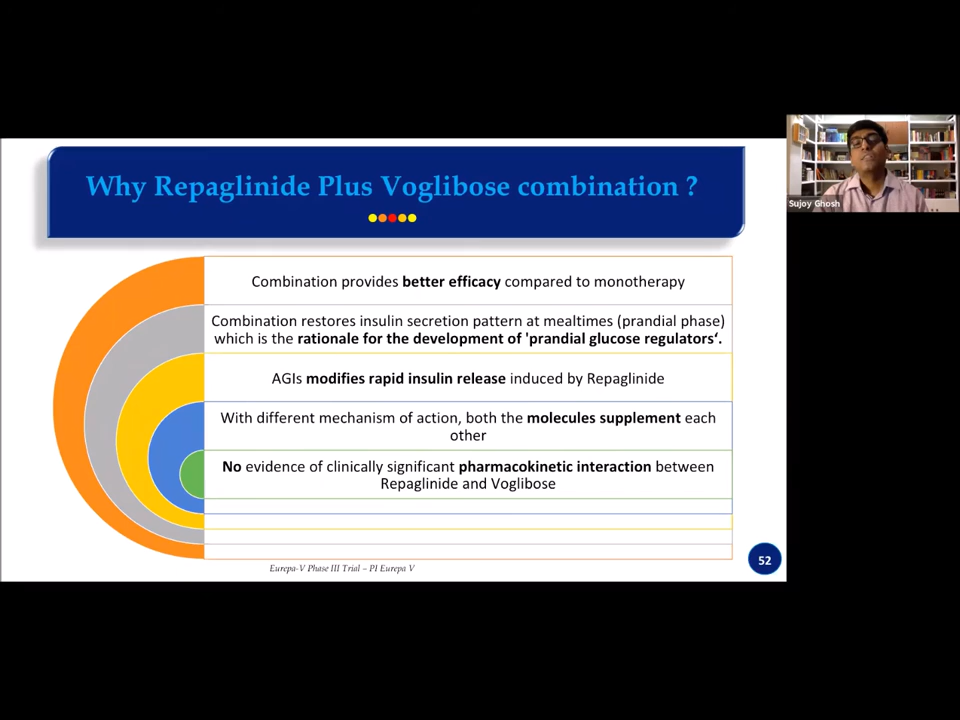 Why Repaglinide Plus Voglibose combination ?
Sujoy Ghosh
Combination provides better efficacy compared to monotherapy
Combination restores insulin secretion pattern at mealtimes (prandial phase)
which is the rationale for the development of 'prandial glucose regulators‘.
AGIs modifies rapid insulin release induced by Repaglinide
With different mechanism of action, both the molecules supplement each
other
No evidence of clinically significant pharmacokinetic interaction between
Repaglinide and Voglibose
Eurepa-V Phase III Trial – PI Eurepa V
52